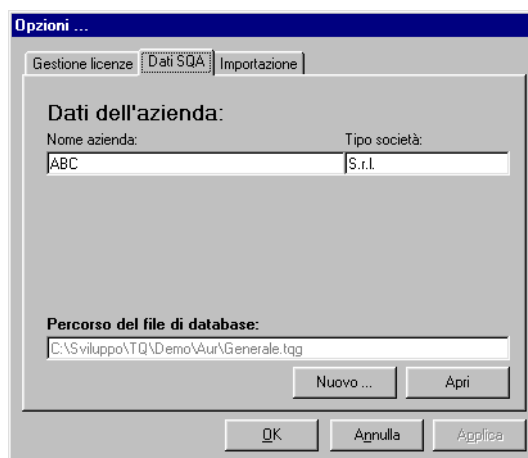 Opzioni ...
Gestione licenze Dati SQA Importazione
Dati dell'azienda:
Nome azienda: Tipo società:
ABC S.r.l.
Percorso del file di database:
C:\Sviluppo\TQ\Demo\Aur\Generale.tqg
Nuovo ... Apri
OK Annulla Applica